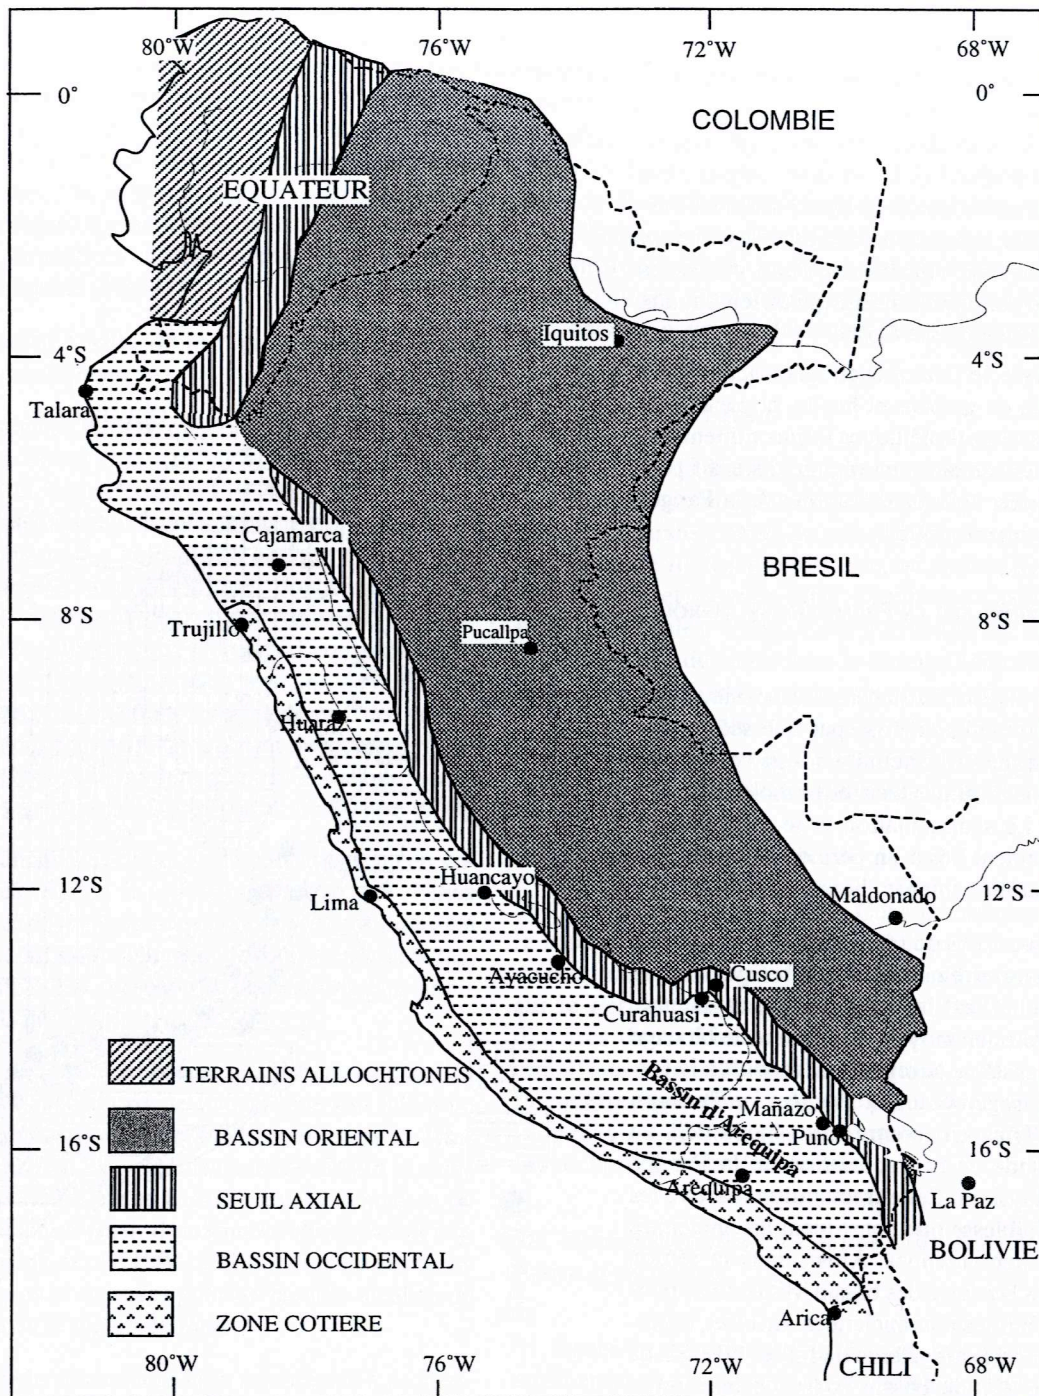 80°W 76°W 72°W 68°W
0° 0°
COLOMBIE
EQUATEUR
Iquitos
4°S 4°S
Talara
Cajamarca
BRESIL
8°S 8°S
Trujillo
Pucallpa
Huaraz
Huancayo
12°S Maldonado 12°S
Lima
Ayacucho Cusco
Curahuasi
TERRAINS ALLOCHTONES
Bassin d'Arequipa
Mañazo
BASSIN ORIENTAL
Puno
16°S 16°S
Arequipa
SEUIL AXIAL
La Paz
BOLIVIE
BASSIN OCCIDENTAL
ZONE COTIERE
Arica
80°W 76°W 72°W 68°W
CHILI